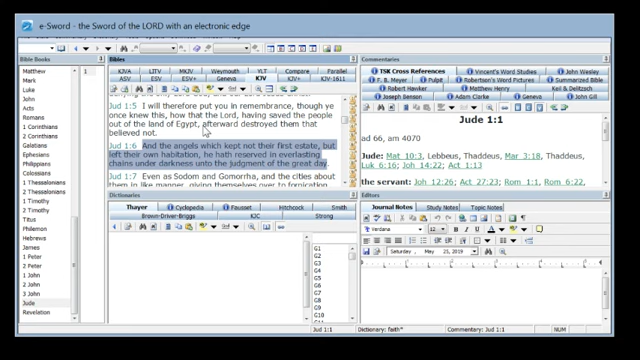 e-Sword - the Sword of the LORD with an electronic edge
Bible Books
Matthew
Mark
Luke
John
Acts
Romans
1 Corinthians
2 Corinthians
Galatians
Ephesians
Philippians
Colossians
1 Thessalonians
2 Thessalonians
1 Timothy
2 Timothy
Titus
Philemon
Hebrews
James
1 Peter
2 Peter
1 John
2 John
3 John
Jude
Revelation
1
Bibles
KJVA LITV MKJV Weymouth YLT Compare Parallel
ASV ESV ESV+ Geneva KJV KJV+ KJV-1611
Jud 1:5 I will therefore put you in remembrance, though ye
once knew this, how that the Lord, having saved the people
out of the land of Egypt, afterward destroyed them that
believed not.
Jud 1:6 And the angels which kept not their first estate, but
left their own habitation, he hath reserved in everlasting
chains under darkness unto the judgment of the great day.
Jud 1:7 Even as Sodom and Gomorrha, and the cities about
them in like manner, giving themselves over to fornication
Dictionaries
Thayer Cyclopedia Fausset Hitchcock Smith
Brown-Driver-Briggs KJC Strong
G1
G2
G3
G4
G5
G6
G7
G8
G9
G10
G11
Commentaries
TSK Cross References Vincent's Word Studies John Wesley
F. B. Meyer Pulpit Robertson's Word Pictures Summarized Bible
Robert Hawker Matthew Henry Keil & Delitzsch
Joseph Benson Adam Clarke Geneva John Gill
Jude 1:1
ad 66, am 4070
Jude: Mat 10:3, Lebbeus, Thaddeus, Mar 3:18, Thaddeus,
Luk 6:16; Joh 14:22; Act 1:13
the servant: Joh 12:26; Act 27:23; Rom 1:1, Rom 6:22,
Editors
Journal Notes Study Notes Topic Notes
Verdana 12 B I U
Saturday , May 25, 2019
Jud 1:1 Dictionary: faith* Commentary: Jud 1:1 NUM